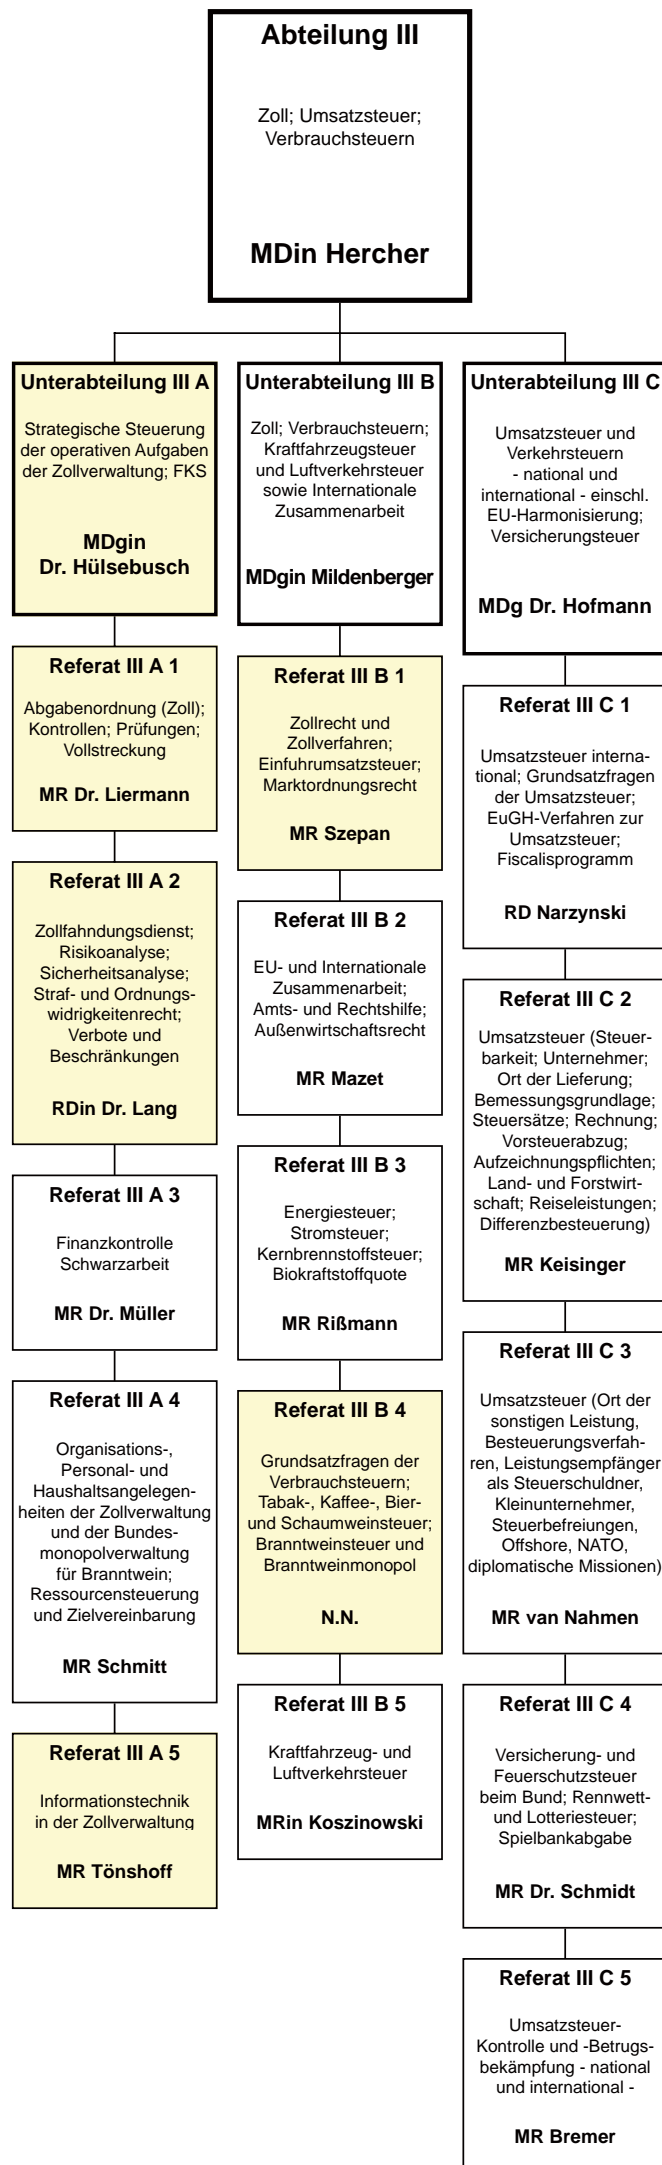 Abteilung III
Zoll; Umsatzsteuer;
Verbrauchsteuern
MDin Hercher
Unterabteilung III A
Strategische Steuerung
der operativen Aufgaben
der Zollverwaltung; FKS
MDgin
Dr. Hülsebusch
Referat III A 1
Abgabenordnung (Zoll);
Kontrollen; Prüfungen;
Vollstreckung
MR Dr. Liermann
Referat III A 2
Zollfahndungsdienst;
Risikoanalyse;
Sicherheitsanalyse;
Straf- und Ordnungs-
widrigkeitenrecht;
Verbote und
Beschränkungen
RDin Dr. Lang
Referat III A 3
Finanzkontrolle
Schwarzarbeit
MR Dr. Müller
Referat III A 4
Organisations-,
Personal- und
Haushaltsangelegen-
heiten der Zollverwaltung
und der Bundes-
monopolverwaltung
für Branntwein;
Ressourcensteuerung
und Zielvereinbarung
MR Schmitt
Referat III A 5
Informationstechnik
in der Zollverwaltung
MR Tönshoff
Unterabteilung III B
Zoll; Verbrauchsteuern;
Kraftfahrzeugsteuer
und Luftverkehrsteuer
sowie Internationale
Zusammenarbeit
MDgin Mildenberger
Referat III B 1
Zollrecht und
Zollverfahren;
Einfuhrumsatzsteuer;
Marktordnungsrecht
MR Szepan
Referat III B 2
EU- und Internationale
Zusammenarbeit;
Amts- und Rechtshilfe;
Außenwirtschaftsrecht
MR Mazet
Referat III B 3
Energiesteuer;
Stromsteuer;
Kernbrennstoffsteuer;
Biokraftstoffquote
MR Rißmann
Referat III B 4
Grundsatzfragen der
Verbrauchsteuern;
Tabak-, Kaffee-, Bier-
und Schaumweinsteuer;
Branntweinsteuer und
Branntweinmonopol
N.N.
Referat III B 5
Kraftfahrzeug- und
Luftverkehrsteuer
MRin Koszinowski
Unterabteilung III C
Umsatzsteuer und
Verkehrsteuern
- national und
international - einschl.
EU-Harmonisierung;
Versicherungsteuer
MDg Dr. Hofmann
Referat III C 1
Umsatzsteuer interna-
tional; Grundsatzfragen
der Umsatzsteuer;
EuGH-Verfahren zur
Umsatzsteuer;
Fiscalisprogramm
RD Narzynski
Referat III C 2
Umsatzsteuer (Steuer-
barkeit; Unternehmer;
Ort der Lieferung;
Bemessungsgrundlage;
Steuersätze; Rechnung;
Vorsteuerabzug;
Aufzeichnungspflichten;
Land- und Forstwirt-
schaft; Reiseleistungen;
Differenzbesteuerung)
MR Keisinger
Referat III C 3
Umsatzsteuer (Ort der
sonstigen Leistung,
Besteuerungsverfah-
ren, Leistungsempfänger
als Steuerschuldner,
Kleinunternehmer,
Steuerbefreiungen,
Offshore, NATO,
diplomatische Missionen)
MR van Nahmen
Referat III C 4
Versicherung- und
Feuerschutzsteuer
beim Bund; Rennwett-
und Lotteriesteuer;
Spielbankabgabe
MR Dr. Schmidt
Referat III C 5
Umsatzsteuer-
Kontrolle und -Betrugs-
bekämpfung - national
und international -
MR Bremer